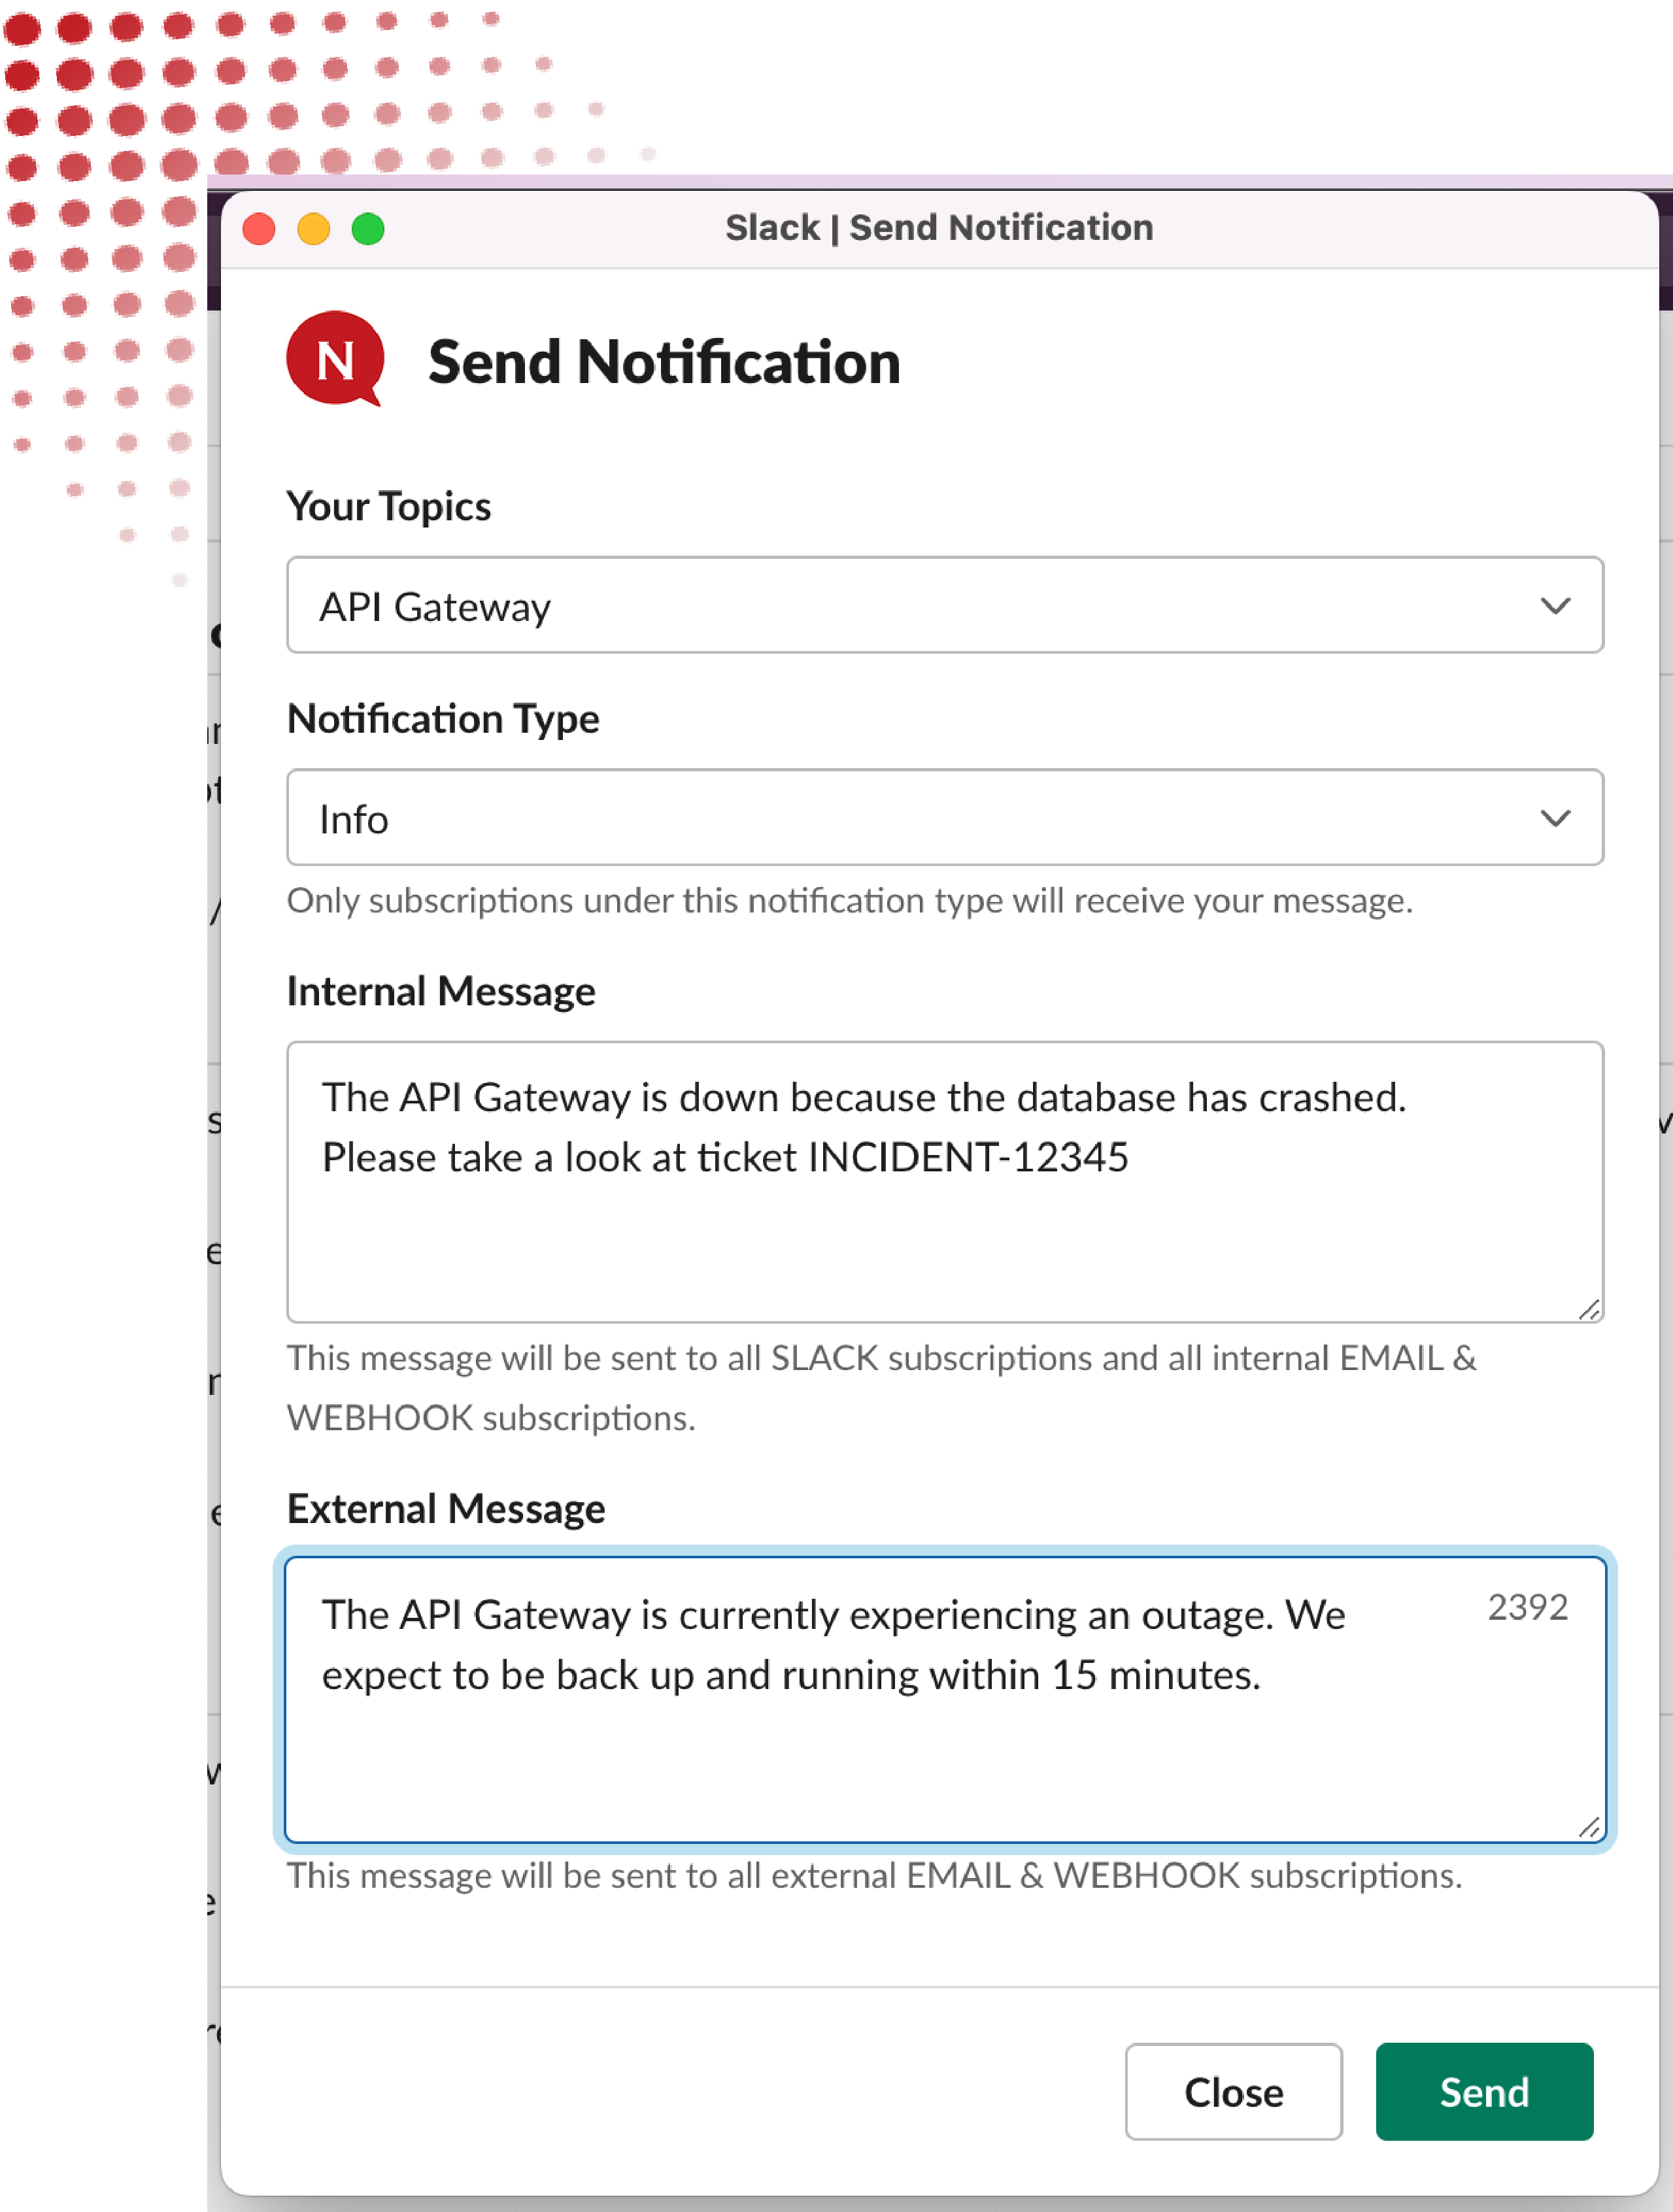 Slack | Send Notification
N
Send Notification
Your Topics
API Gateway
Notification Type
Info
Only subscriptions under this notification type will receive your message.
Internal Message
The API Gateway is down because the database has crashed.
Please take a look at ticket INCIDENT-12345
This message will be sent to all SLACK subscriptions and all internal EMAIL &
WEBHOOK subscriptions.
External Message
The API Gateway is currently experiencing an outage. We
2392
expect to be back up and running within 15 minutes.
This message will be sent to all external EMAIL & WEBHOOK subscriptions.
Close
Send